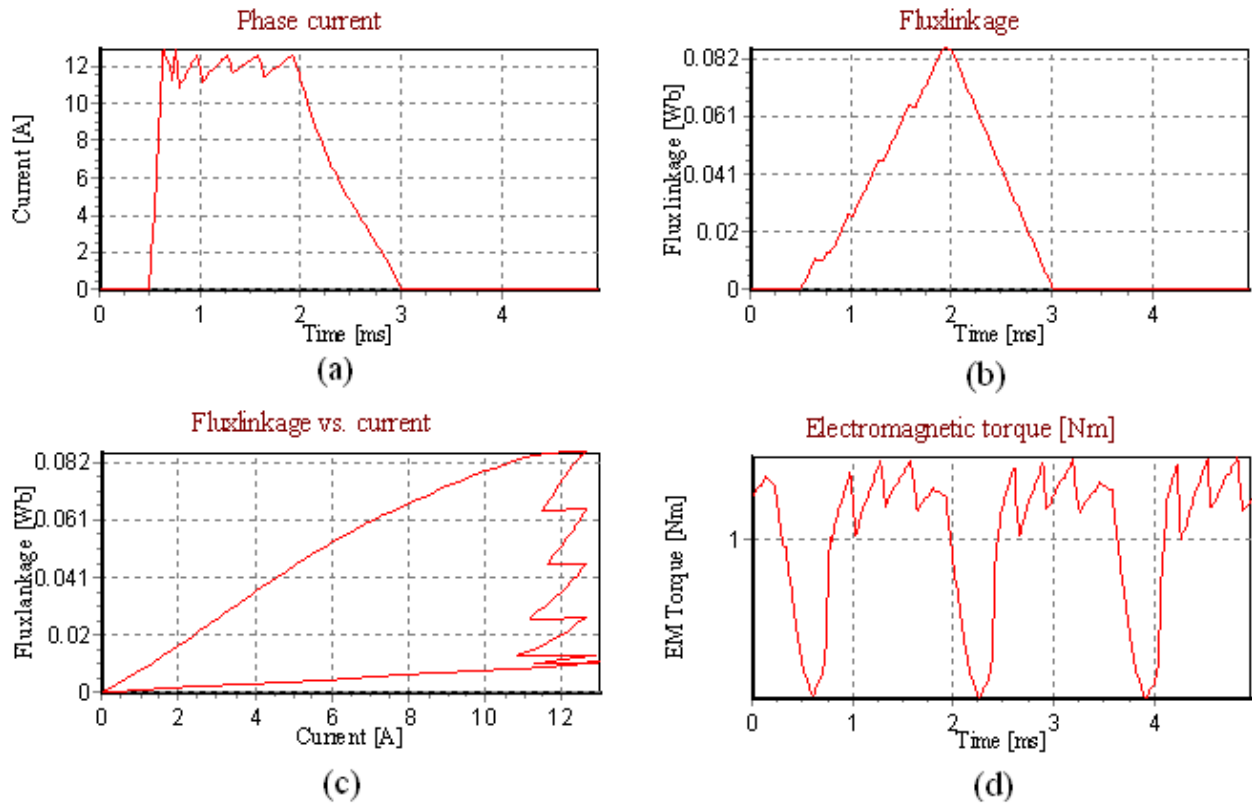 Phase current
Current [A]
12
10
8
6
4
2
0
0 1 2 3 4
Time [ms]
(a)
Fluxlinkage
Fluxlinkage [Wb]
0.082
0.061
0.041
0.02
0
0 1 2 3 4
Time [ms]
(b)
Fluxlinkage vs. current
Fluxlankage [Wb]
0.082
0.061
0.041
0.02
0
0 2 4 6 8 10 12
Current [A]
(c)
Electromagnetic torque [Nm]
EM Torque [Nm]
1
0 1 2 3 4
Time [ms]
(d)